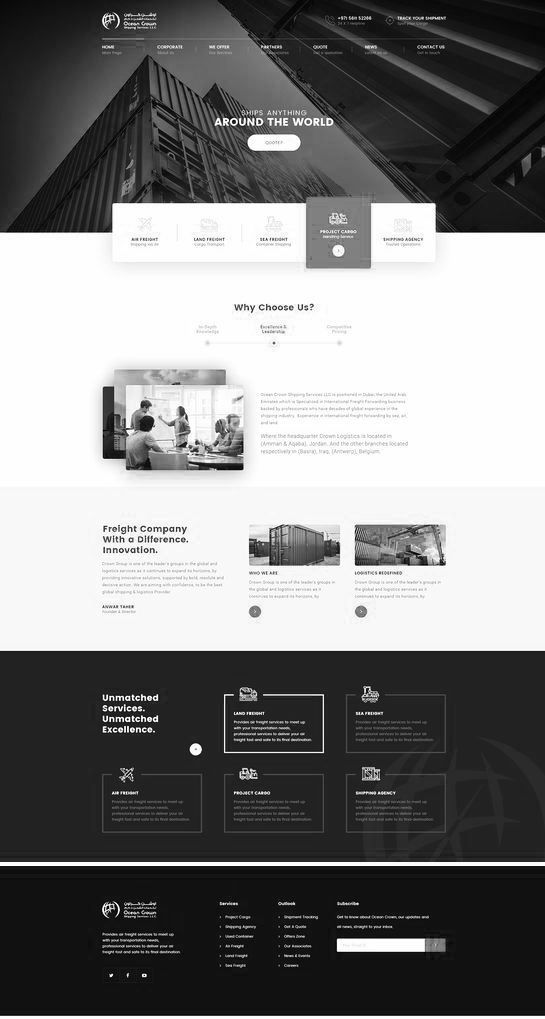 Ocean Crown
Shipping Services L.L.C
+971 5611 52266
24 X 7 Helpline
TRACK YOUR SHIPMENT
HOME
Main Page
CORPORATE
About Us
WE OFFER
Our Services
PARTNERS
QUOTE
NEWS
CONTACT US
Get in touch
SHIPS ANYTHING
AROUND THE WORLD
QUOTE?
AIR FREIGHT
Shipping via Air
LAND FREIGHT
Cargo Transport
SEA FREIGHT
Container Shipping
PROJECT CARGO
Handling Service
SHIPPING AGENCY
Trusted Operations
Why Choose Us?
In-Depth
Knowledge
Excellence &
Leadership
Competitive
Pricing
Ocean Crown Shipping Services LLC is positioned in Dubai, the United Arab
Emirates which is Specialized in International Freight Forwarding business
backed by professionals who have decades of global experience in the
shipping industry. Experience in international freight forwarding by sea, air,
and land.
Where the headquarter Crown Logistics is located in
(Amman & Aqaba), Jordan. And the other branches located
respectively in (Basra), Iraq, (Antwerp), Belgium.
Freight Company
With a Difference.
Innovation.
Crown Group is one of the leader's groups in the global and
logistics services as it continues to expand its horizons, by
providing innovative solutions, supported by bold, resolute and
decisive action. We are aiming with confidence, to be the best
global shipping & logistics Provider.
ANWAR TAHER
Founder & Director
WHO WE ARE
Crown Group is one of the leader's groups in
the global and logistics services as it
continues to expand its horizons, by
LOGISTICS REDEFINED
Crown Group is one of the leader's groups in
the global and logistics services as it
continues to expand its horizons, by
Unmatched
Services.
Unmatched
Excellence.
LAND FREIGHT
Provides air freight services to meet up
with your transportation needs,
professional services to deliver your air
freight fast and safe to its final destination.
SEA FREIGHT
Provides air freight services to meet up
with your transportation needs,
professional services to deliver your air
freight fast and safe to its final destination.
AIR FREIGHT
Provides air freight services to meet up
with your transportation needs,
professional services to deliver your air
freight fast and safe to its final destination.
PROJECT CARGO
Provides air freight services to meet up
with your transportation needs,
professional services to deliver your air
freight fast and safe to its final destination.
SHIPPING AGENCY
Provides air freight services to meet up
with your transportation needs,
professional services to deliver your air
freight fast and safe to its final destination.
Ocean Crown
Shipping Services L.L.C
Provides air freight services to meet up
with your transportation needs,
professional services to deliver your air
freight fast and safe to its final destination.
Services
Project Cargo
Shipping Agency
Used Container
Air Freight
Land Freight
Sea Freight
Outlook
Shipment Tracking
Get A Quote
Offers Zone
Our Associates
News & Events
Careers
Subscribe
Get to know about Ocean Crown, our updates and
all news, straight to your inbox.